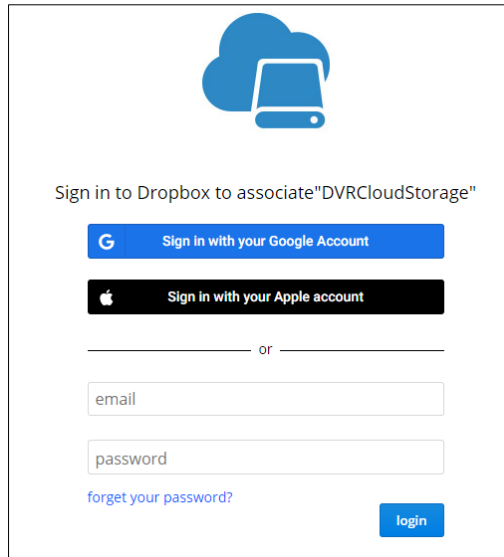 Sign in to Dropbox to associate"DVRCloudStorage"
G Sign in with your Google Account
Sign in with your Apple account
or
email
password
forget your password?
login